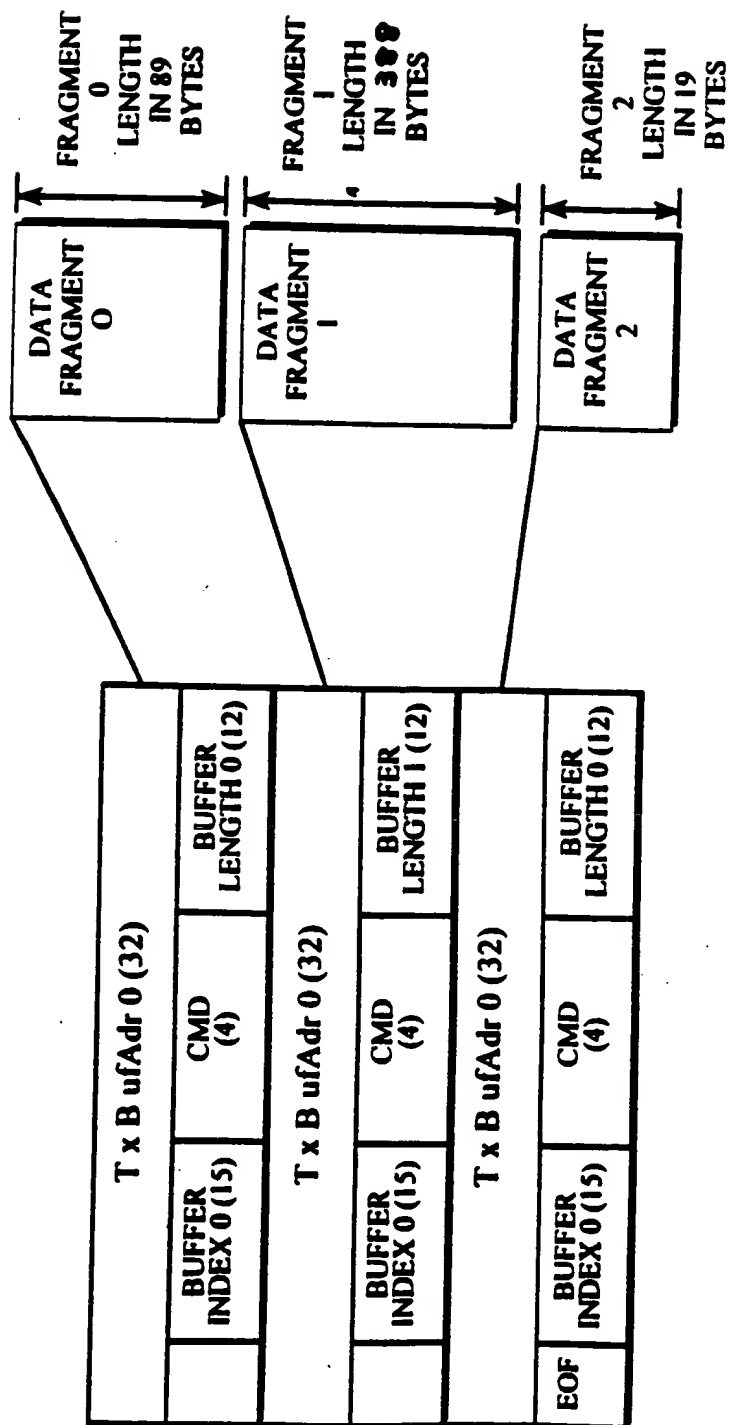 T x B ufAdr 0 (32)
BUFFER
INDEX 0 (15)
CMD
(4)
BUFFER
LENGTH 0 (12)
T x B ufAdr 0 (32)
BUFFER
INDEX 0 (15)
CMD
(4)
BUFFER
LENGTH 1 (12)
T x B ufAdr 0 (32)
EOF
BUFFER
INDEX 0 (15)
CMD
(4)
BUFFER
LENGTH 0 (12)
DATA
FRAGMENT
O
FRAGMENT
0
LENGTH
IN 89
BYTES
DATA
FRAGMENT
1
FRAGMENT
1
LENGTH
IN
BYTES
DATA
FRAGMENT
2
FRAGMENT
2
LENGTH
IN 19
BYTES